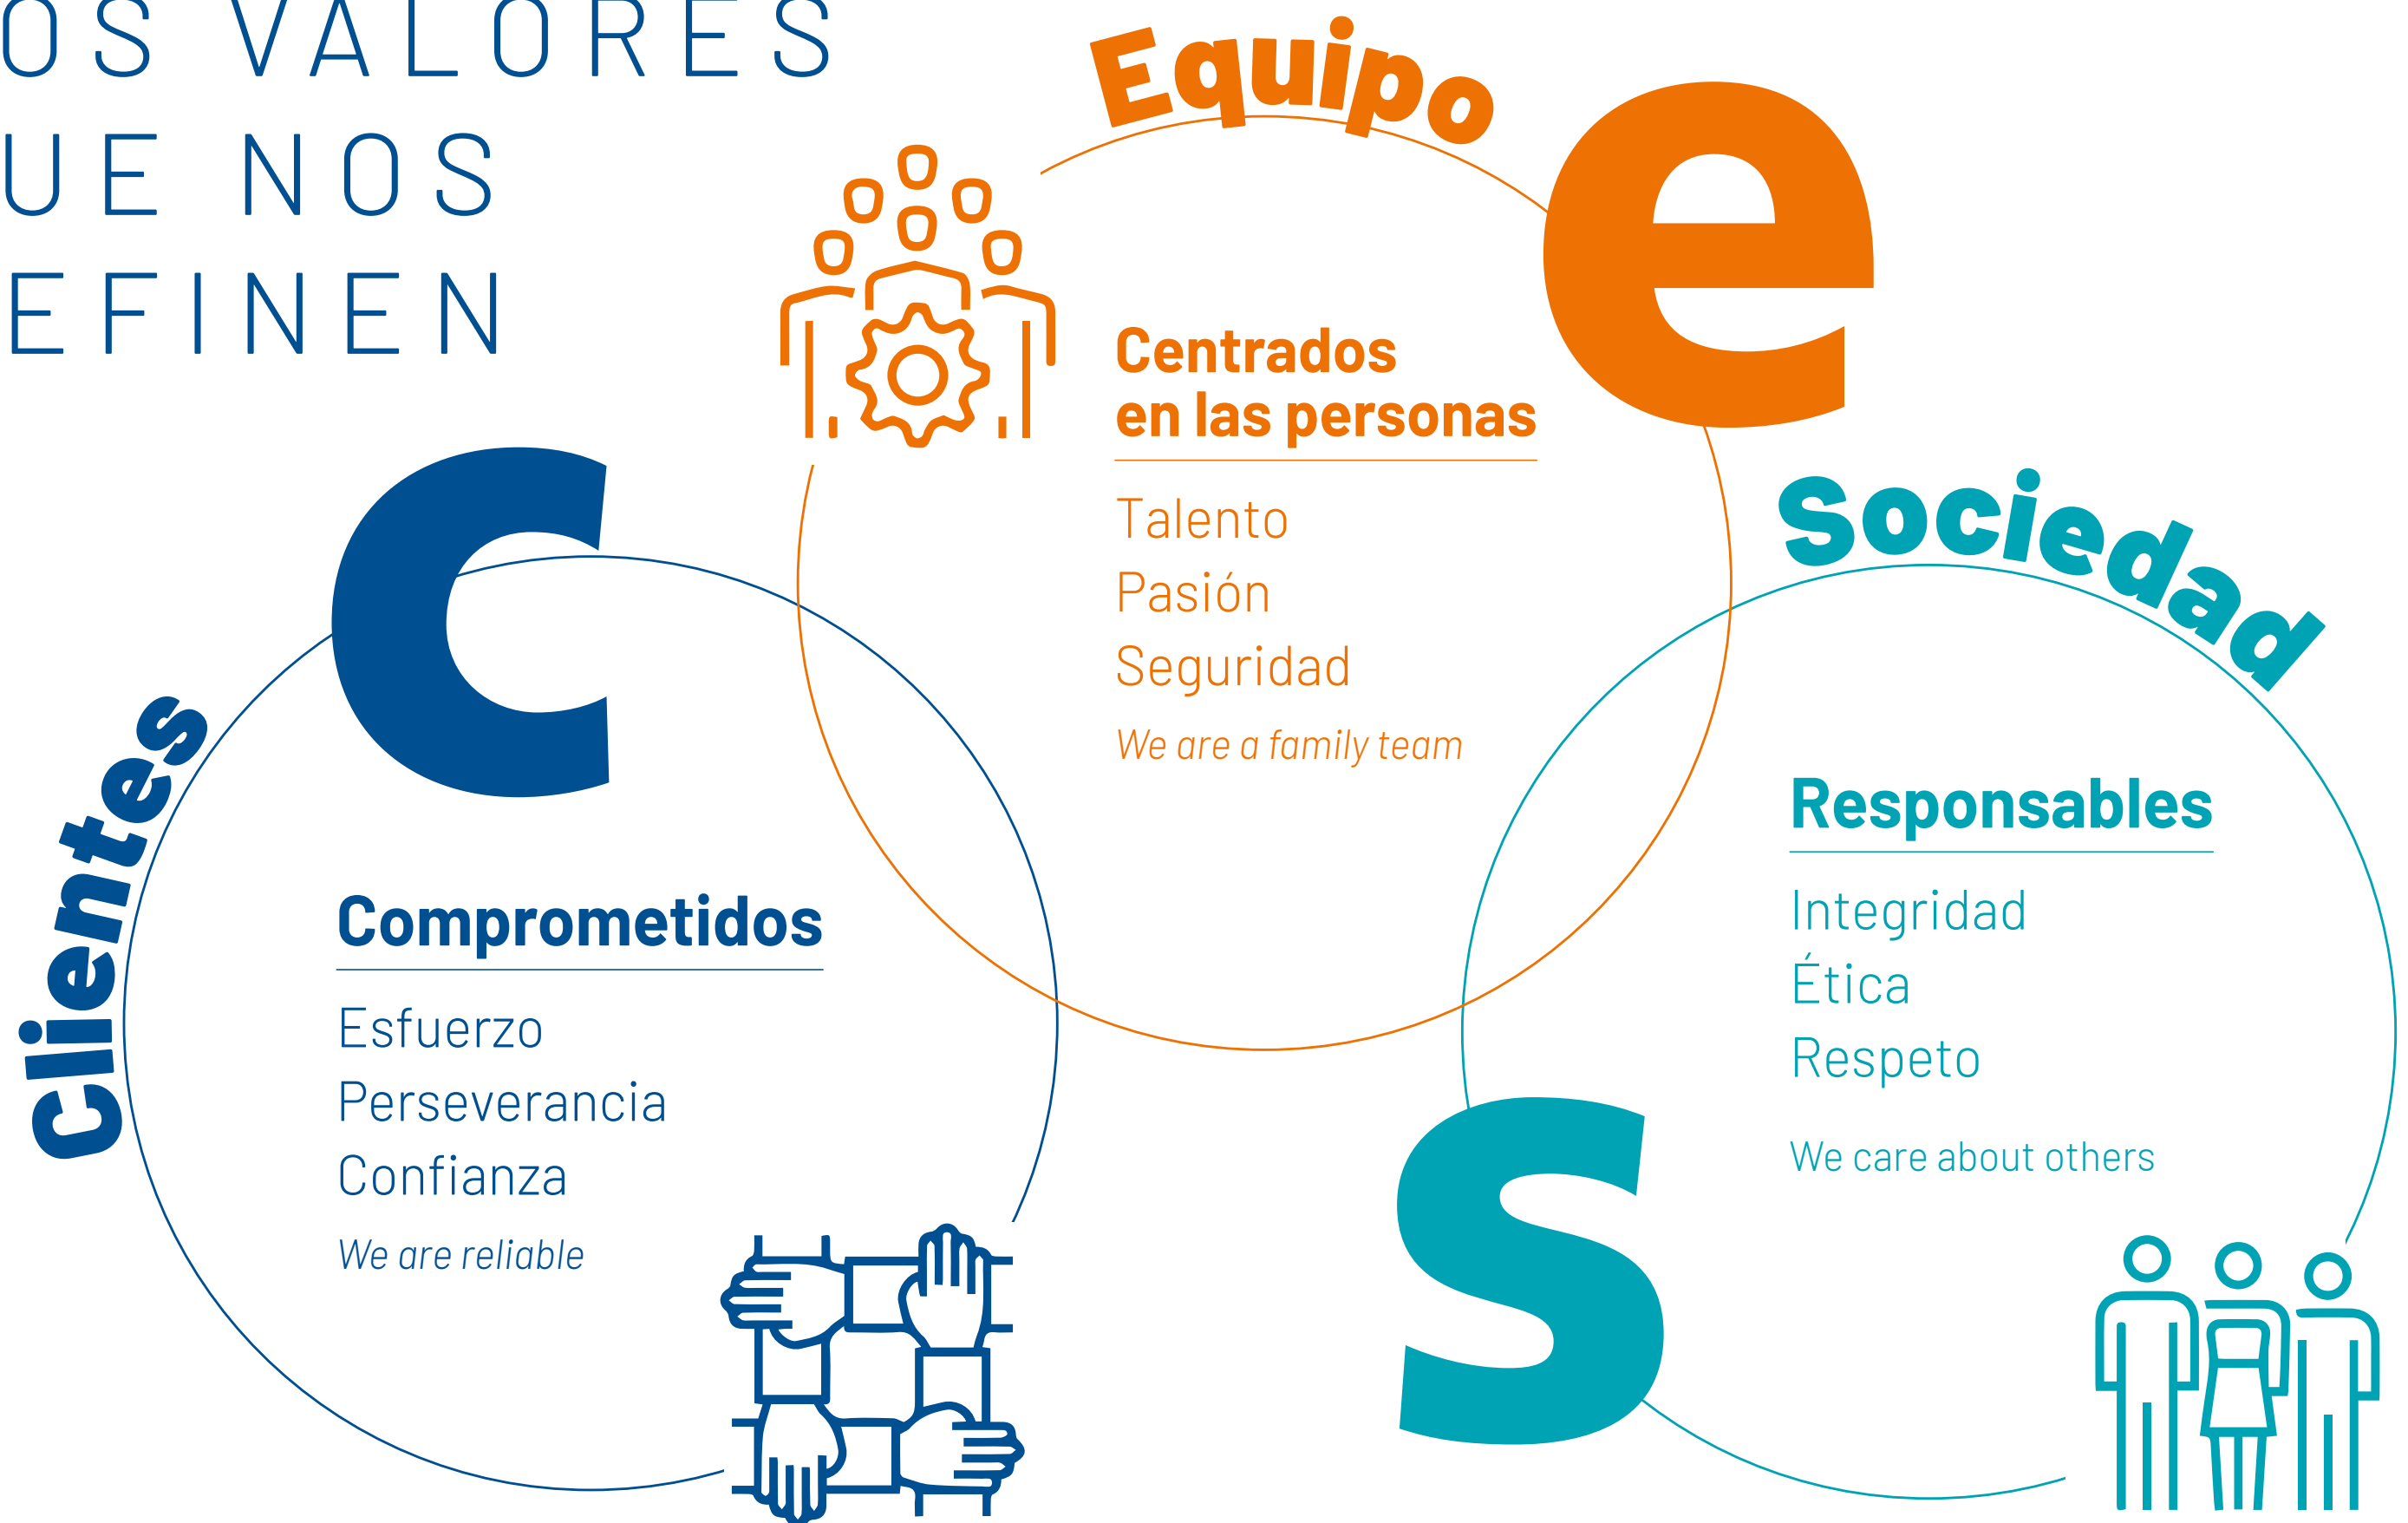 OS VALORES
UE NOS
EFINEN
Equipo
e
Centrados
en las personas
Talento
Pasión
Seguridad
We are a family team
Clientes
C
Comprometidos
Esfuerzo
Perseverancia
Confianza
We are relible
Sociedad
Responsables
Integridad
Ética
Respeto
We care about others
s